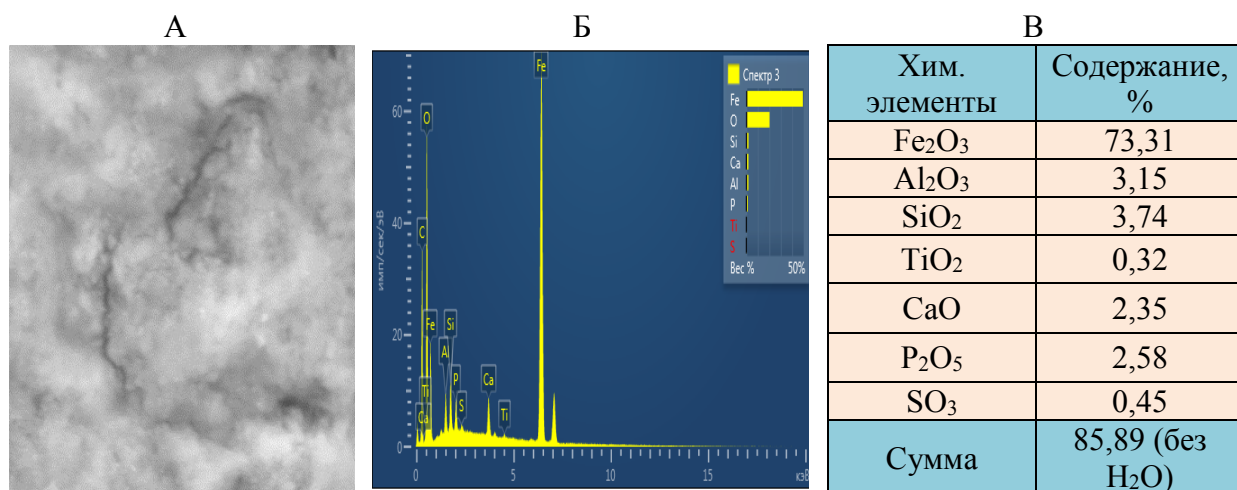 А
Б
В
60
40
20
0
имп/сек/эВ
O
C
Fe
Ti
Ca
Al
Si
P
S
Ca
Ti
Fe
0
5
10
15
кэВ
Спектр 3
Fe
O
Si
Ca
Al
P
Ti
S
Вес %
50%
Хим. элементы
Содержание, %
Fe₂O₃
73,31
Al₂O₃
3,15
SiO₂
3,74
TiO₂
0,32
CaO
2,35
P₂O₅
2,58
SO₃
0,45
Сумма
85,89 (без
H₂O)